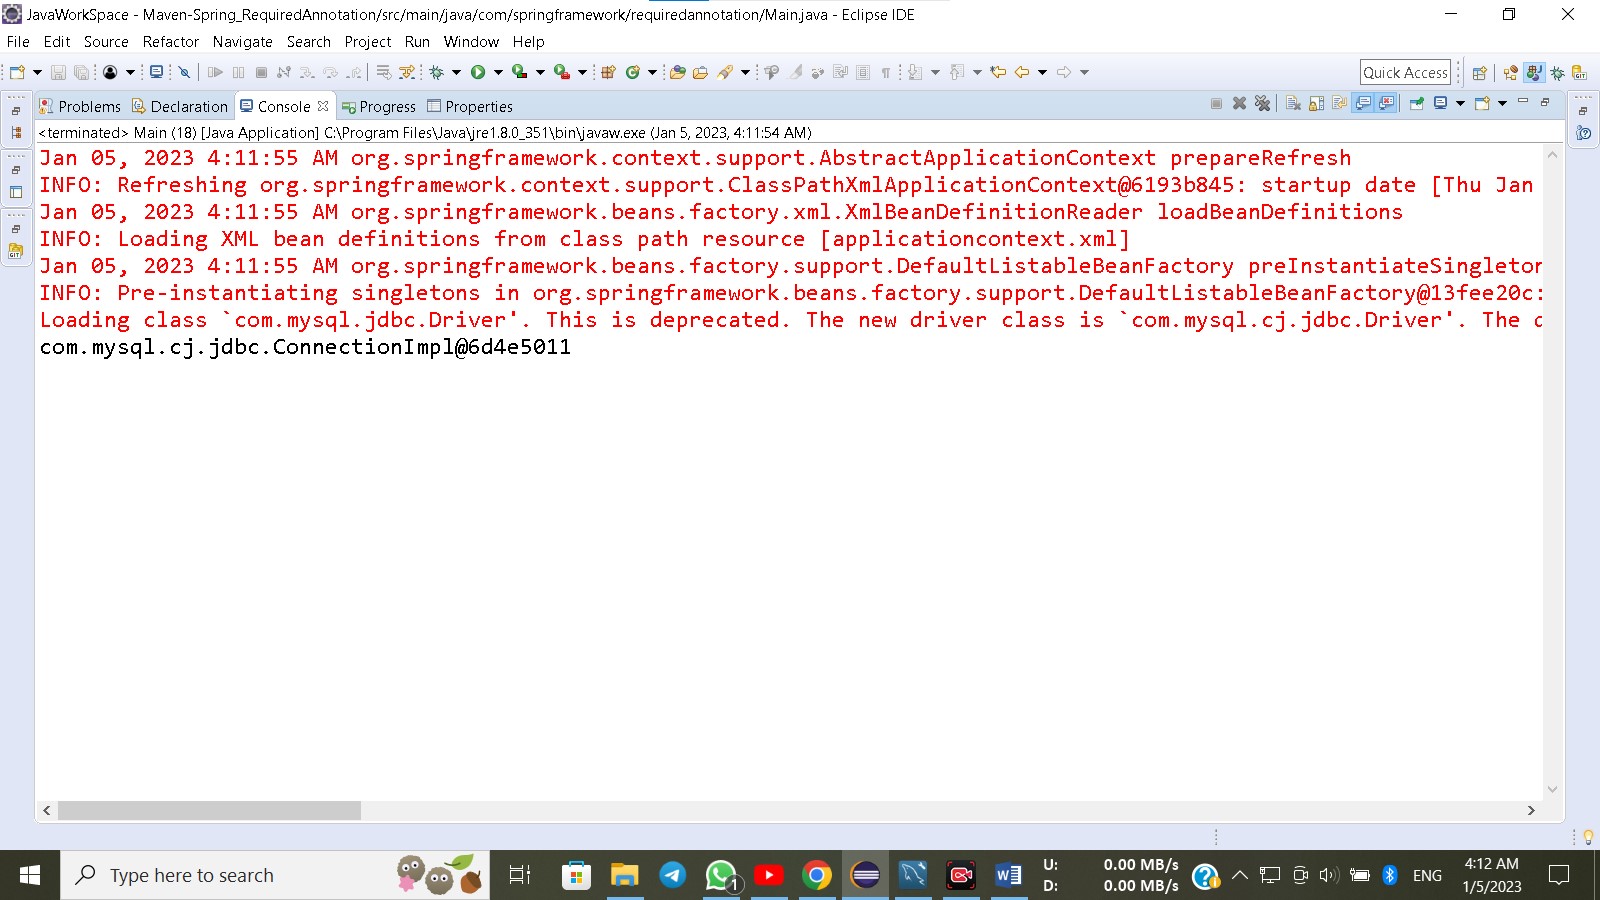 JavaWorkSpace - Maven-Spring_RequiredAnnotation/src/main/java/com/springframework/requiredannotation/Main.java - Eclipse IDE
File Edit Source Refactor Navigate Search Project Run Window Help
Quick Access
Problems Declaration Console Progress Properties
<terminated> Main (18) [Java Application] C:\Program Files\Java\jre1.8.0_351\bin\javaw.exe (Jan 5, 2023, 4:11:54 AM)
Jan 05, 2023 4:11:55 AM org.springframework.context.support.AbstractApplicationContext prepareRefresh
INFO: Refreshing org.springframework.context.support.ClassPathXmlApplicationContext@6193b845: startup date [Thu Jan
Jan 05, 2023 4:11:55 AM org.springframework.beans.factory.xml.XmlBeanDefinitionReader loadBeanDefinitions
INFO: Loading XML bean definitions from class path resource [applicationcontext.xml]
Jan 05, 2023 4:11:55 AM org.springframework.beans.factory.support.DefaultListableBeanFactory preInstantiateSingleton
INFO: Pre-instantiating singletons in org.springframework.beans.factory.support.DefaultListableBeanFactory@13fee20c:
Loading class `com.mysql.jdbc.Driver'. This is deprecated. The new driver class is `com.mysql.cj.jdbc.Driver'. The
com.mysql.cj.jdbc.ConnectionImpl@6d4e5011
Type here to search
1
U: 0.00 MB/s
D: 0.00 MB/s
ENG
4:12 AM
1/5/2023